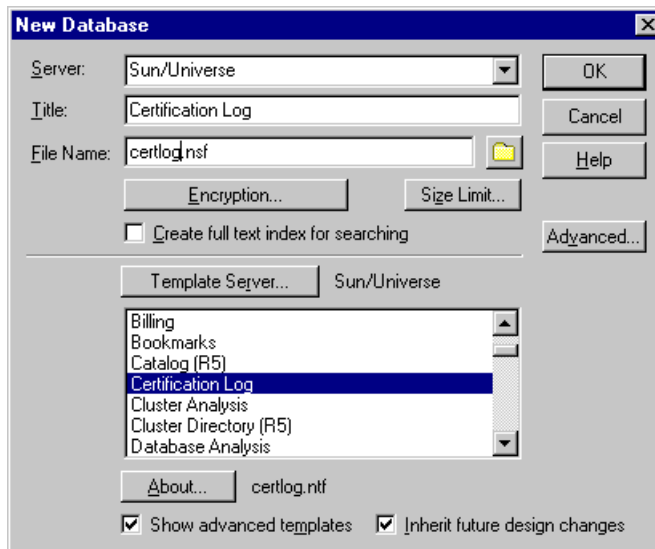 New Database
Server: Sun/Universe OK
Title: Certification Log Cancel
File Name: certlog.nsf Help
Encryption... Size Limit...
Create full text index for searching Advanced...
Template Server... Sun/Universe
Billing
Bookmarks
Catalog (R5)
Certification Log
Cluster Analysis
Cluster Directory (R5)
Database Analysis
About... certlog.ntf
Show advanced templates Inherit future design changes